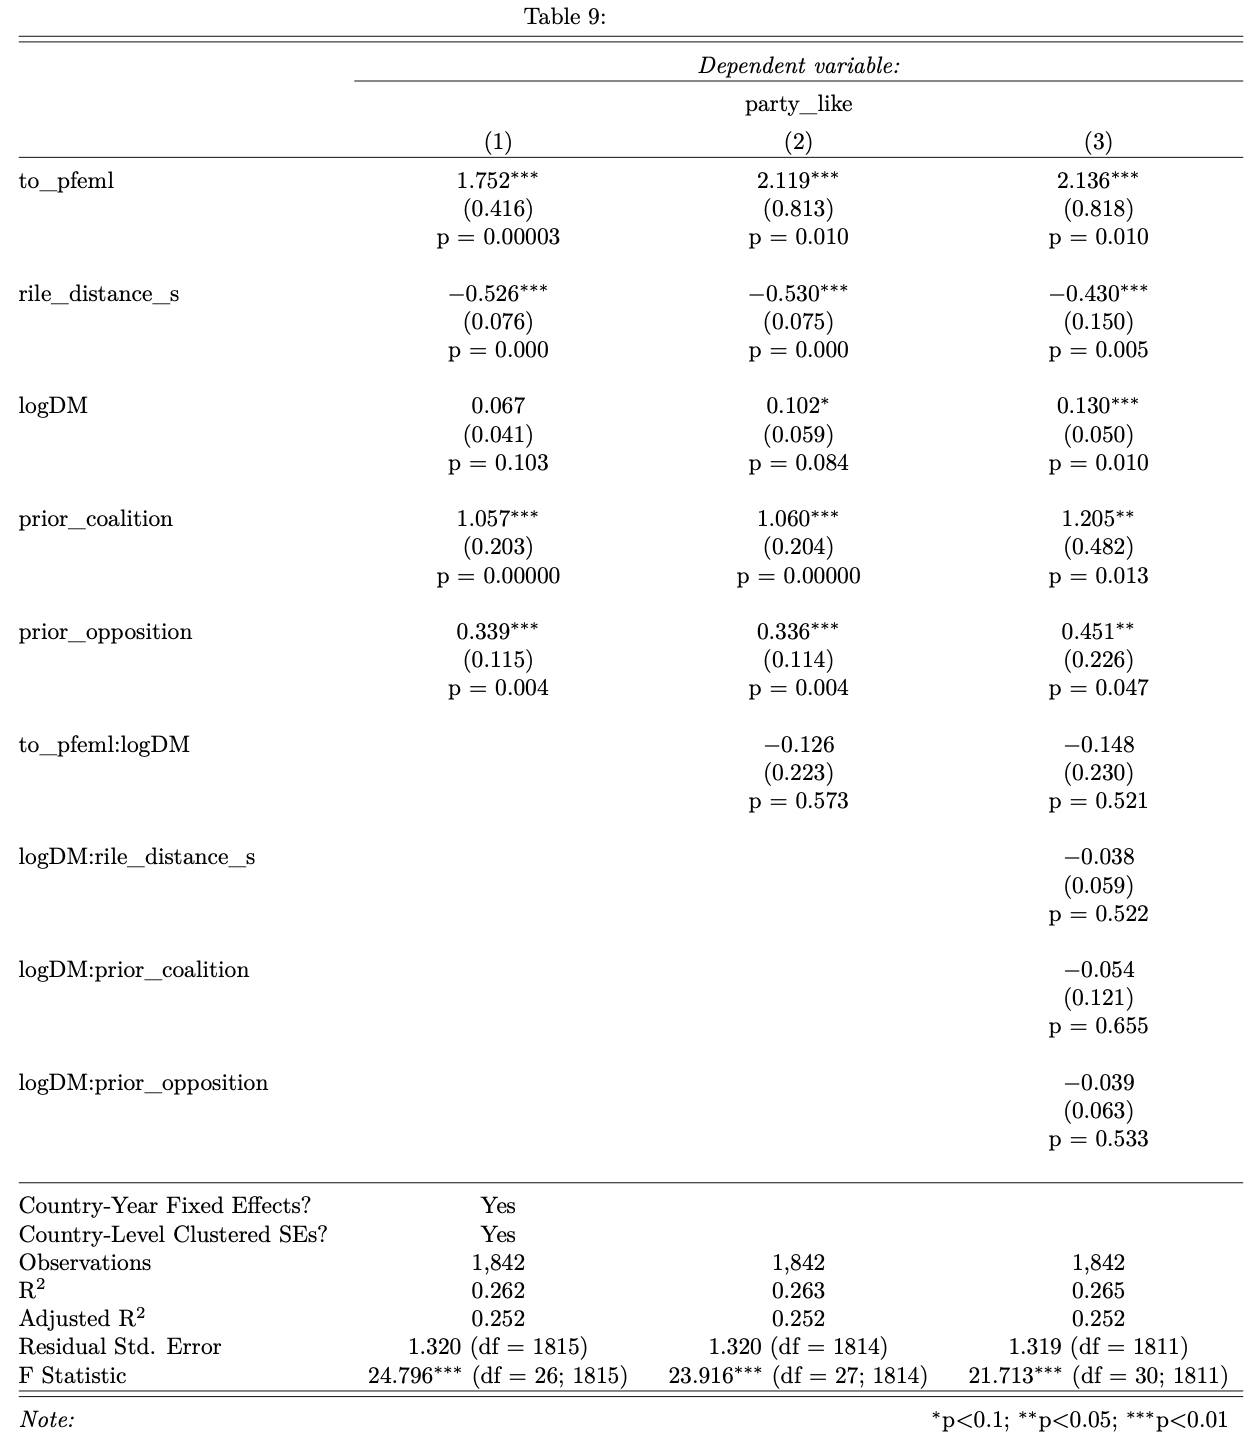 Table 9:
Dependent variable:
party_like
(1) (2) (3)
to_pfeml 1.752*** 2.119*** 2.136***
(0.416) (0.813) (0.818)
p = 0.00003 p = 0.010 p = 0.010
rile_distance_s −0.526*** −0.530*** −0.430***
(0.076) (0.075) (0.150)
p = 0.000 p = 0.000 p = 0.005
logDM 0.067 0.102* 0.130***
(0.041) (0.059) (0.050)
p = 0.103 p = 0.084 p = 0.010
prior_coalition 1.057*** 1.060*** 1.205**
(0.203) (0.204) (0.482)
p = 0.00000 p = 0.00000 p = 0.013
prior_opposition 0.339*** 0.336*** 0.451**
(0.115) (0.114) (0.226)
p = 0.004 p = 0.004 p = 0.047
to_pfeml:logDM −0.126 −0.148
(0.223) (0.230)
p = 0.573 p = 0.521
logDM:rile_distance_s −0.038
(0.059)
p = 0.522
logDM:prior_coalition −0.054
(0.121)
p = 0.655
logDM:prior_opposition −0.039
(0.063)
p = 0.533
Country-Year Fixed Effects? Yes
Country-Level Clustered SEs? Yes
Observations 1,842 1,842 1,842
R² 0.262 0.263 0.265
Adjusted R² 0.252 0.252 0.252
Residual Std. Error 1.320 (df = 1815) 1.320 (df = 1814) 1.319 (df = 1811)
F Statistic 24.796*** (df = 26; 1815) 23.916*** (df = 27; 1814) 21.713*** (df = 30; 1811)
Note: *p<0.1; **p<0.05; ***p<0.01